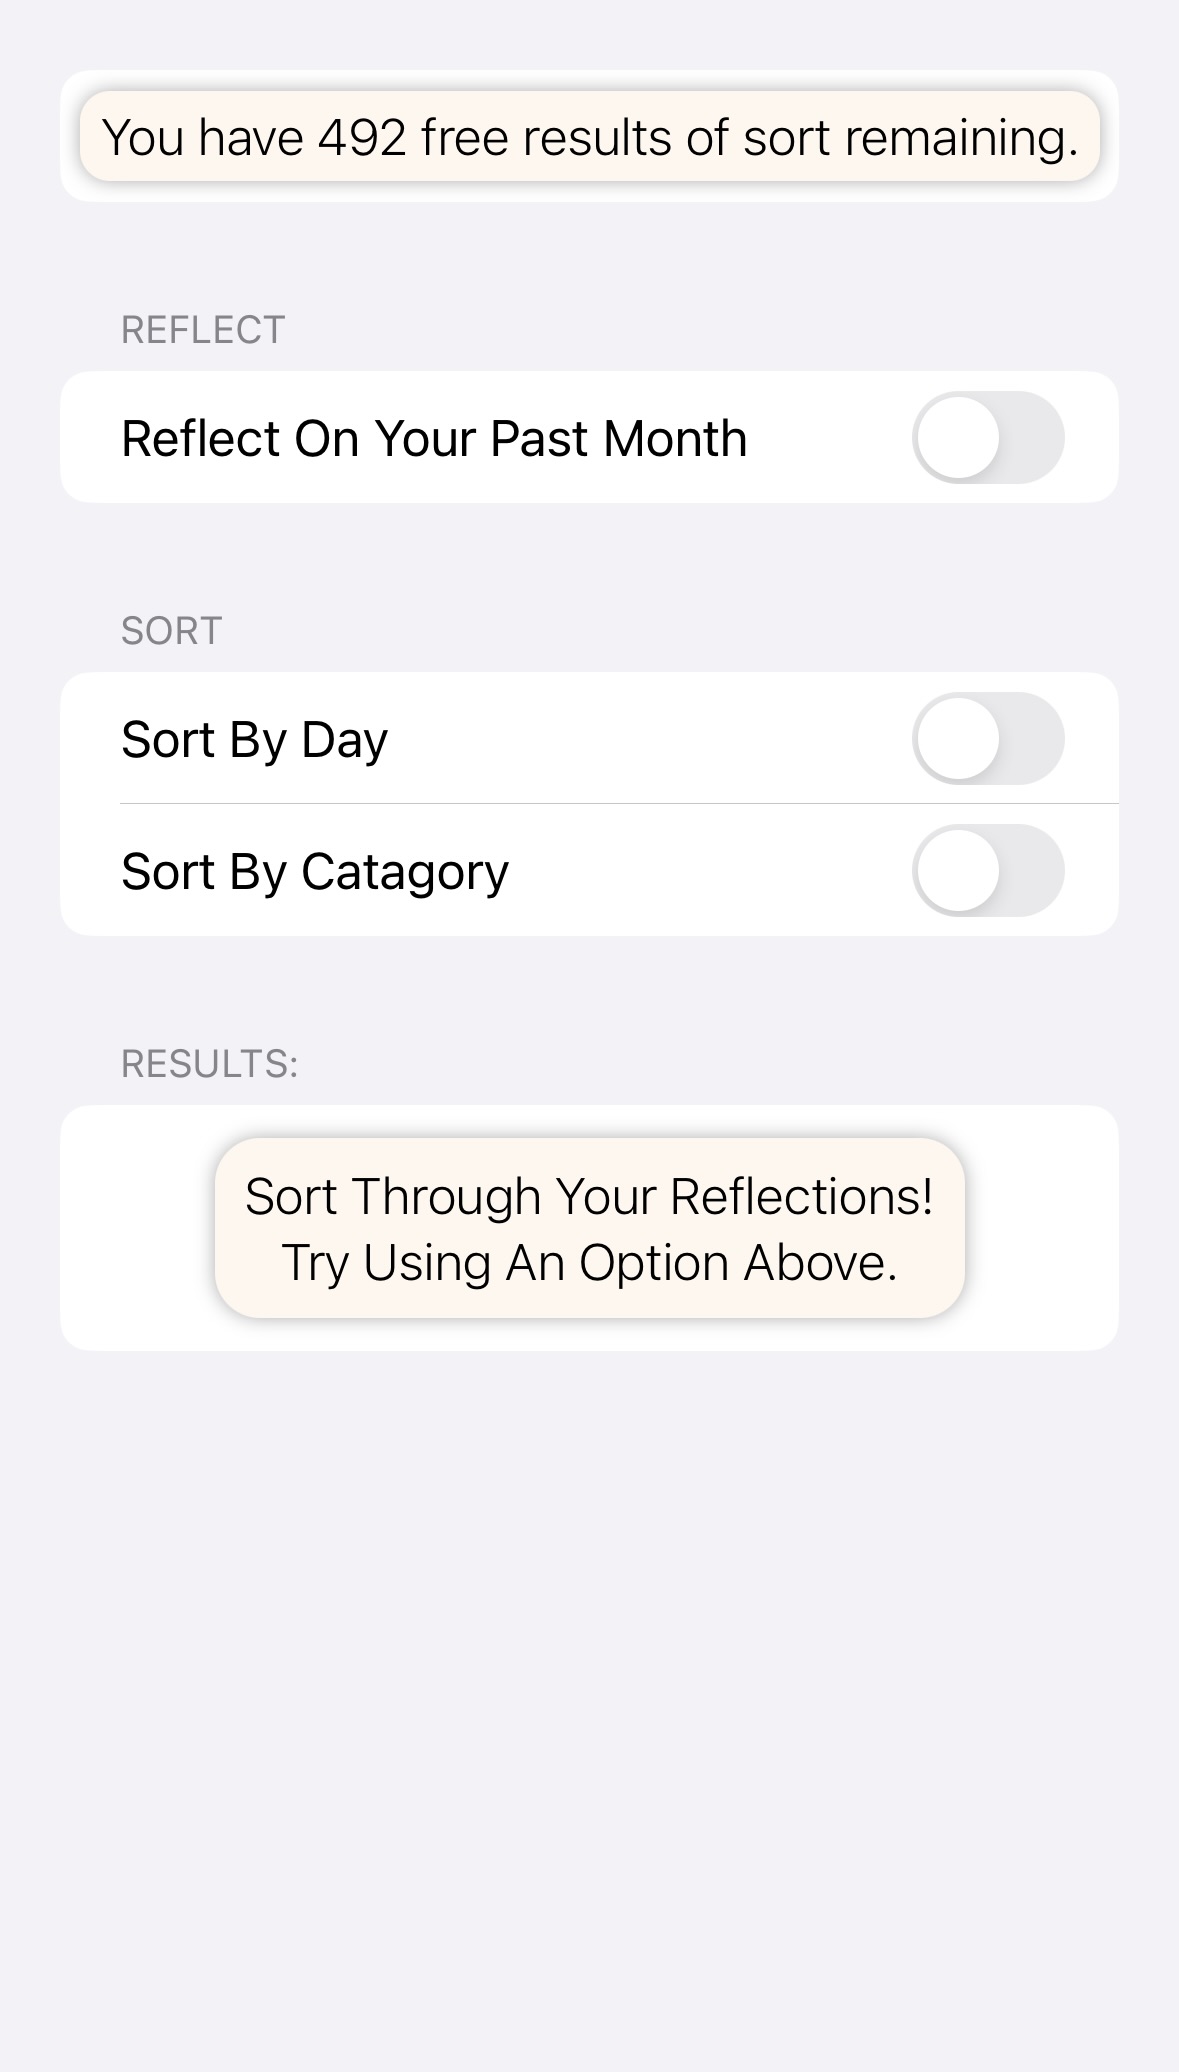 You have 492 free results of sort remaining.
REFLECT
Reflect On Your Past Month
SORT
Sort By Day
Sort By Catagory
RESULTS:
Sort Through Your Reflections!
Try Using An Option Above.